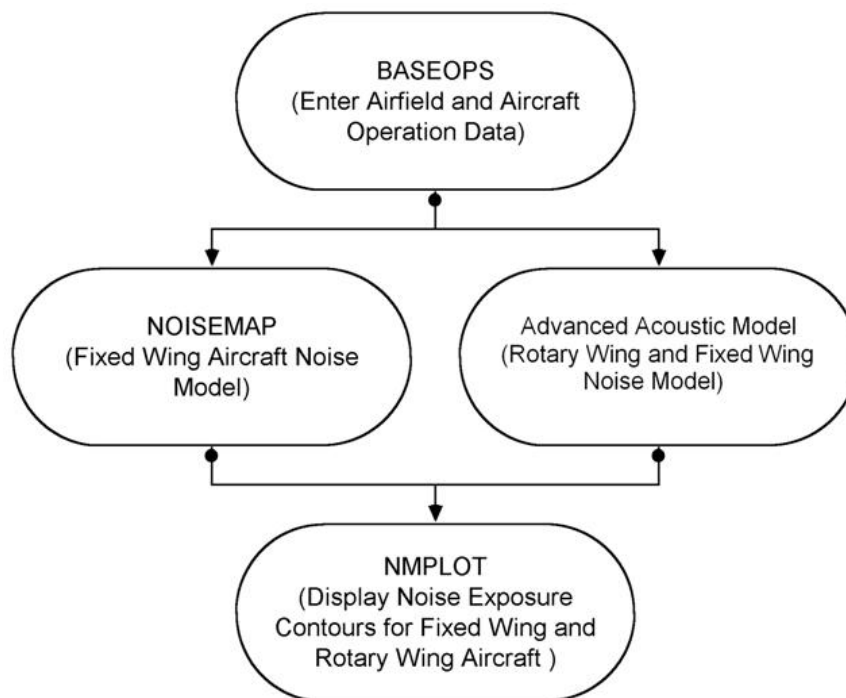 BASEOPS
(Enter Airfield and Aircraft
Operation Data)
NOISEMAP
(Fixed Wing Aircraft Noise
Model)
Advanced Acoustic Model
(Rotary Wing and Fixed Wing
Noise Model)
NMPLOT
(Display Noise Exposure
Contours for Fixed Wing and
Rotary Wing Aircraft )